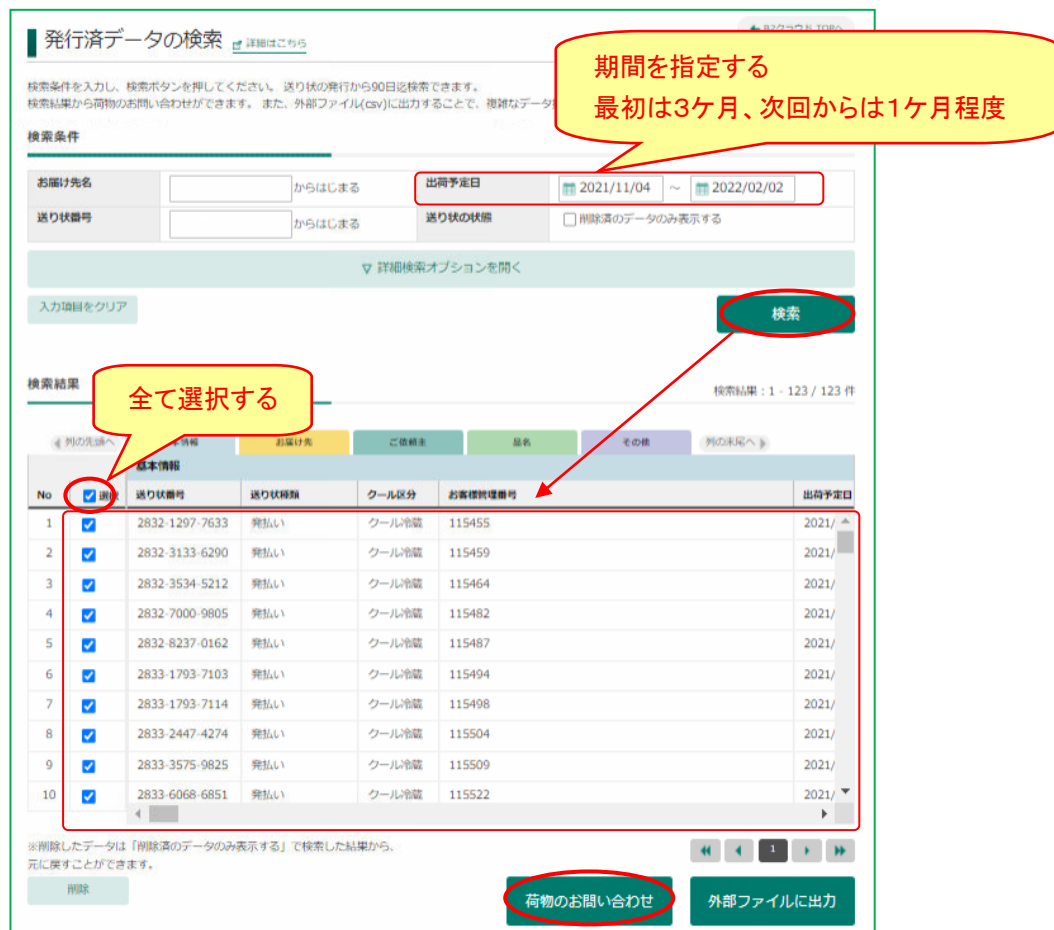 発行済データの検索 詳細はこちら
期間を指定する
最初は3ケ月、次回からは1ケ月程度
検索条件を入力し、検索ボタンを押してください。 送り状の発行から90日迄検索できます。
検索結果から荷物のお問い合わせができます。 また、外部ファイル(csv)に出力することで、複雑なデータ
検索条件
お届け先名 からはじまる 出荷予定日 2021/11/04 ～ 2022/02/02
送り状番号 からはじまる 送り状の状態 削除済のデータのみ表示する
▽ 詳細検索オプションを開く
入力項目をクリア 検索
検索結果 検索結果：1 - 123 / 123 件
全て選択する
列の先頭へ 情報 お届け先 ご依頼主 品名 その他 列の末尾へ
基本情報
No 選択 送り状番号 送り状種類 クール区分 お客様管理番号 出荷予定日
1 2832-1297-7633 発払い クール冷蔵 115455 2021/
2 2832-3133-6290 発払い クール冷蔵 115459 2021/
3 2832-3534-5212 発払い クール冷蔵 115464 2021/
4 2832-7000-9805 発払い クール冷蔵 115482 2021/
5 2832-8237-0162 発払い クール冷蔵 115487 2021/
6 2833-1793-7103 発払い クール冷蔵 115494 2021/
7 2833-1793-7114 発払い クール冷蔵 115498 2021/
8 2833-2447-4274 発払い クール冷蔵 115504 2021/
9 2833-3575-9825 発払い クール冷蔵 115509 2021/
10 2833-6068-6851 発払い クール冷蔵 115522 2021/
※削除したデータは「削除済のデータのみ表示する」で検索した結果から、
元に戻すことができます。
1
削除 荷物のお問い合わせ 外部ファイルに出力